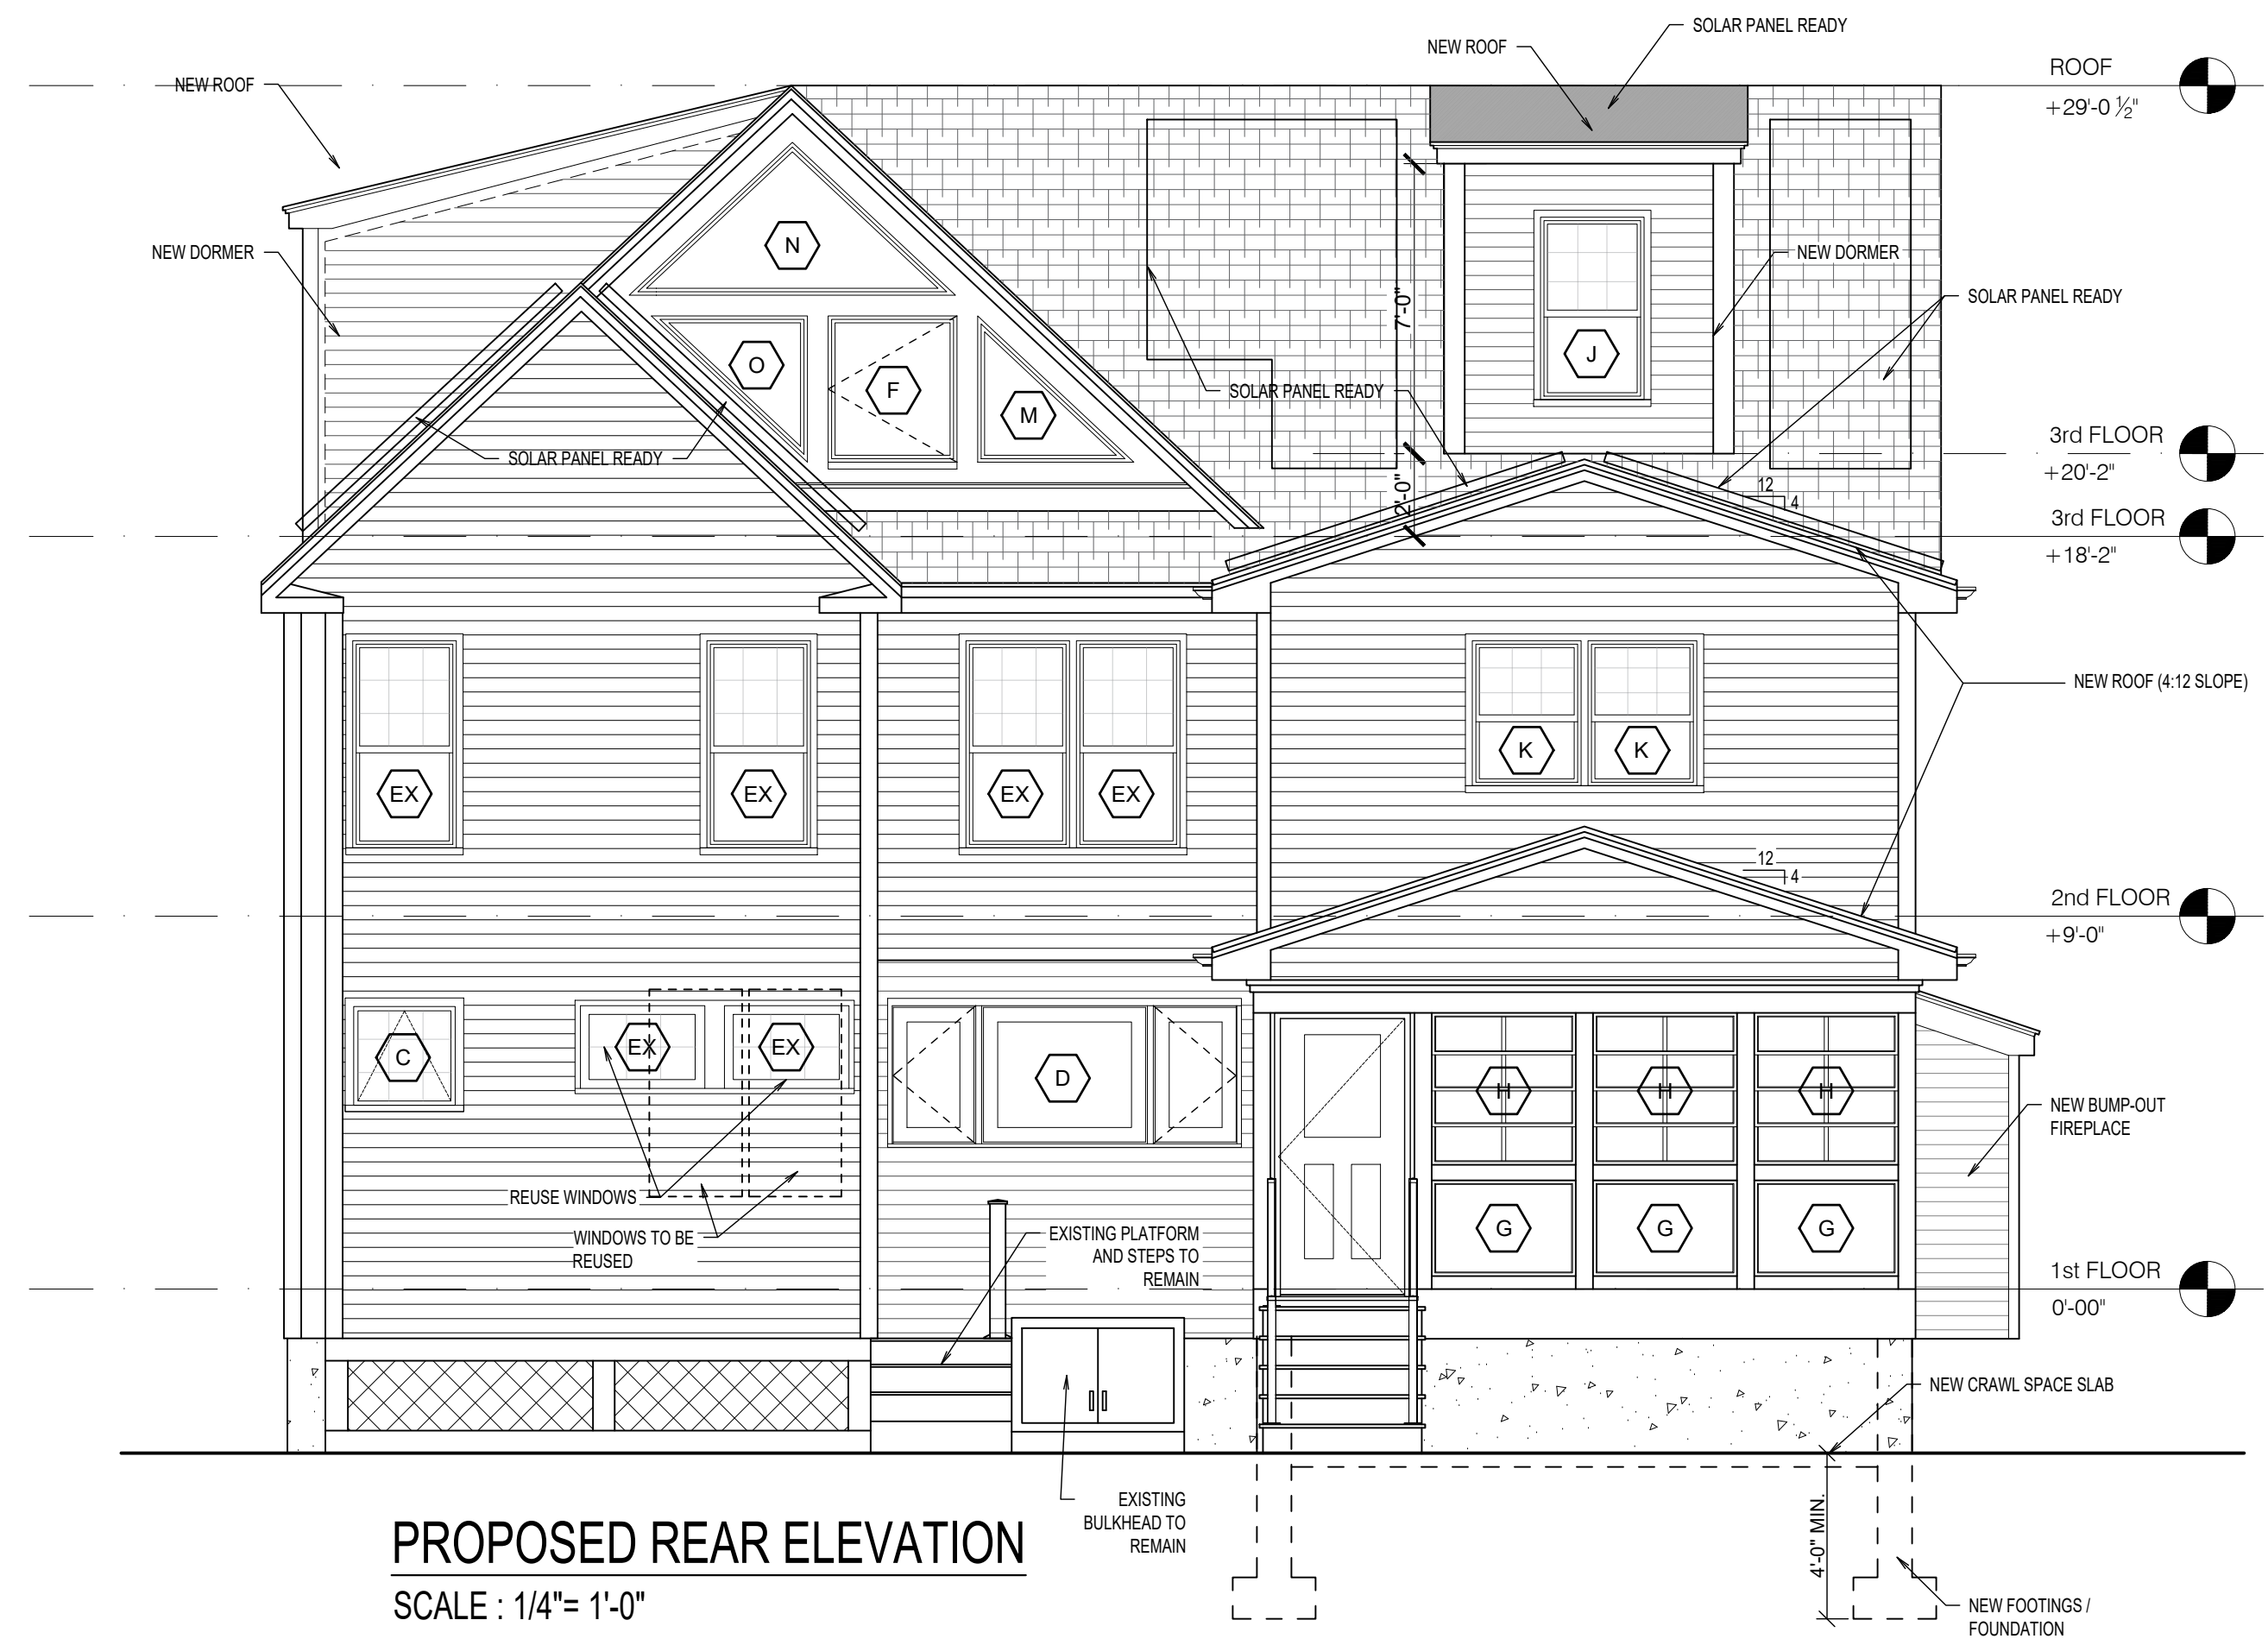 SOLAR PANEL READY
NEW ROOF
ROOF
+29'-0 ½"
NEW ROOF
N
NEW DORMER
NEW DORMER
SOLAR PANEL READY
7'-0"
J
O
F
M
SOLAR PANEL READY
SOLAR PANEL READY
3rd FLOOR
+20'-2"
2'-0"
12
4
3rd FLOOR
+18'-2"
NEW ROOF (4:12 SLOPE)
K
K
EX
EX
EX
EX
12
4
2nd FLOOR
+9'-0"
C
EX
EX
D
H
H
H
NEW BUMP-OUT
FIREPLACE
REUSE WINDOWS
WINDOWS TO BE
REUSED
EXISTING PLATFORM
AND STEPS TO
REMAIN
G
G
G
1st FLOOR
0'-00"
NEW CRAWL SPACE SLAB
EXISTING
BULKHEAD TO
REMAIN
4'-0" MIN.
PROPOSED REAR ELEVATION
SCALE : 1/4"= 1'-0"
NEW FOOTINGS /
FOUNDATION